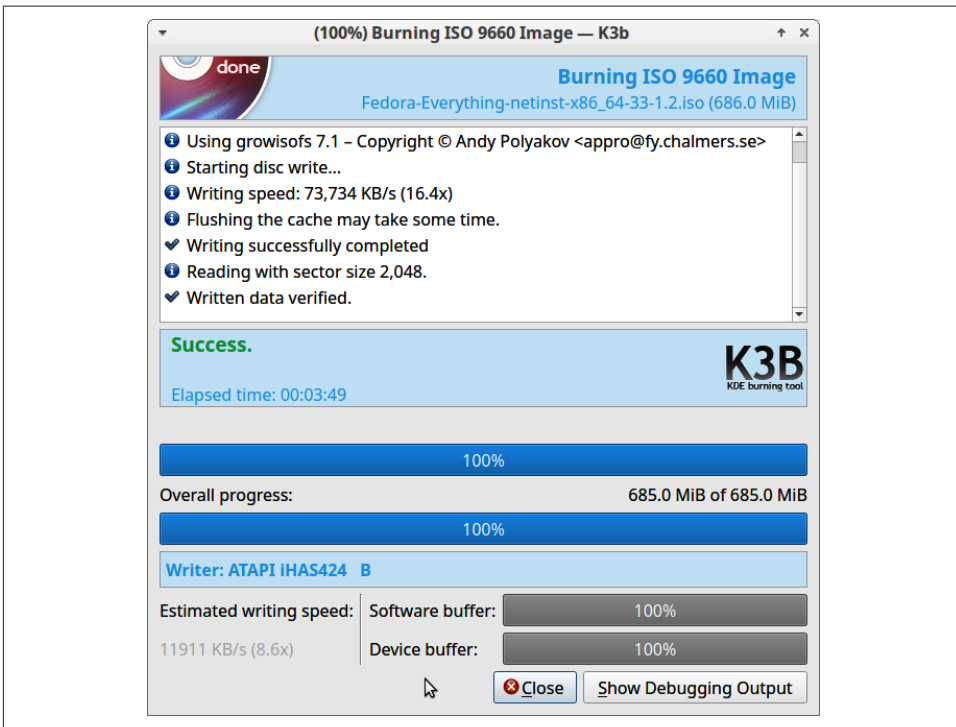 (100%) Burning ISO 9660 Image — K3b
done
Burning ISO 9660 Image
Fedora-Everything-netinst-x86_64-33-1.2.iso (686.0 MiB)
Using growisofs 7.1 – Copyright © Andy Polyakov <appro@fy.chalmers.se>
Starting disc write...
Writing speed: 73,734 KB/s (16.4x)
Flushing the cache may take some time.
Writing successfully completed
Reading with sector size 2,048.
Written data verified.
Success.
K3B
KDE burning tool
Elapsed time: 00:03:49
100%
Overall progress: 685.0 MiB of 685.0 MiB
100%
Writer: ATAPI iHAS424 B
Estimated writing speed: Software buffer: 100%
11911 KB/s (8.6x) Device buffer: 100%
Close Show Debugging Output